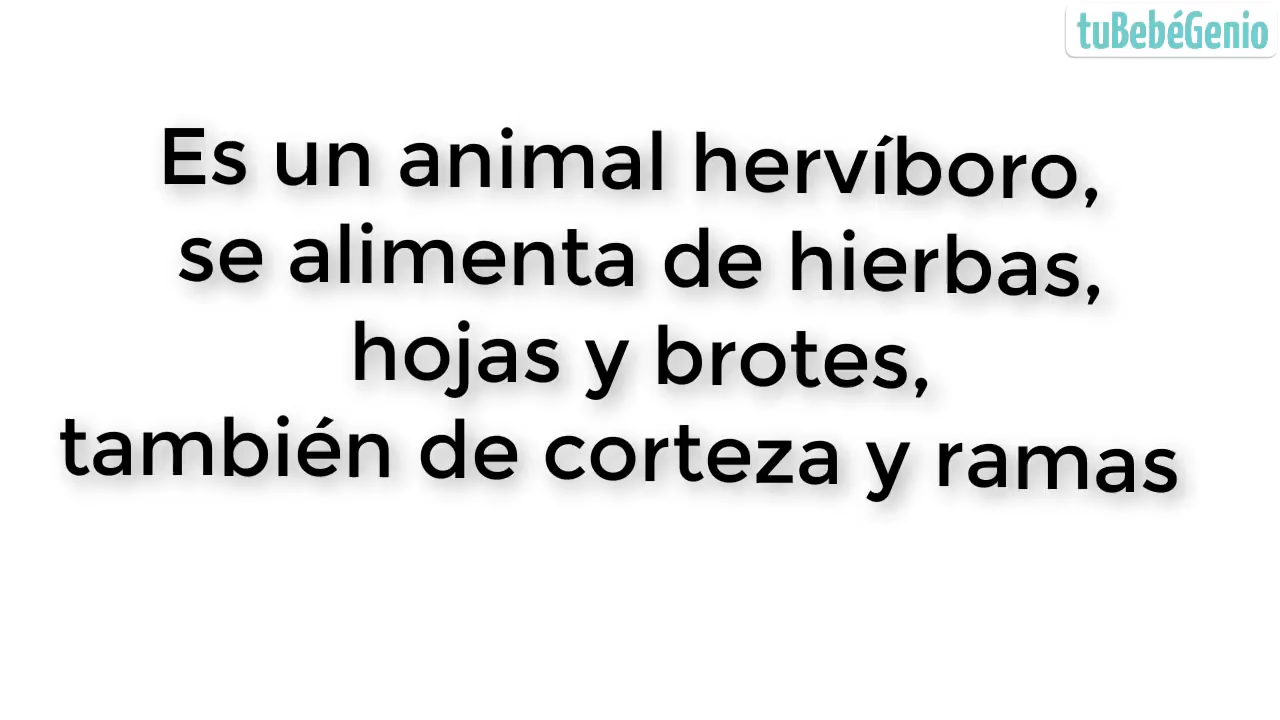 tuBebéGenio
Es un animal hervíboro,
se alimenta de hierbas,
hojas y brotes,
también de corteza y ramas